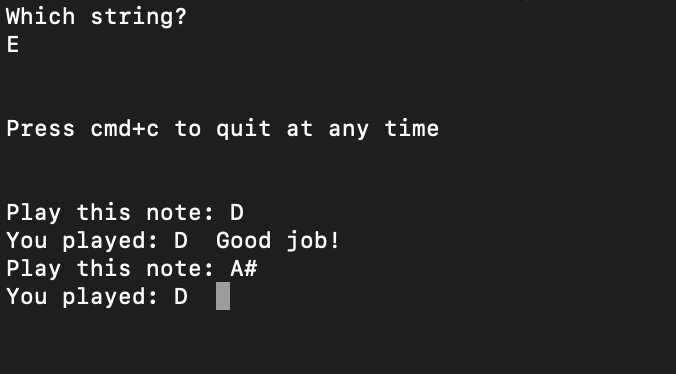 Which string?
E
Press cmd+c to quit at any time
Play this note: D
You played: D  Good job!
Play this note: A#
You played: D